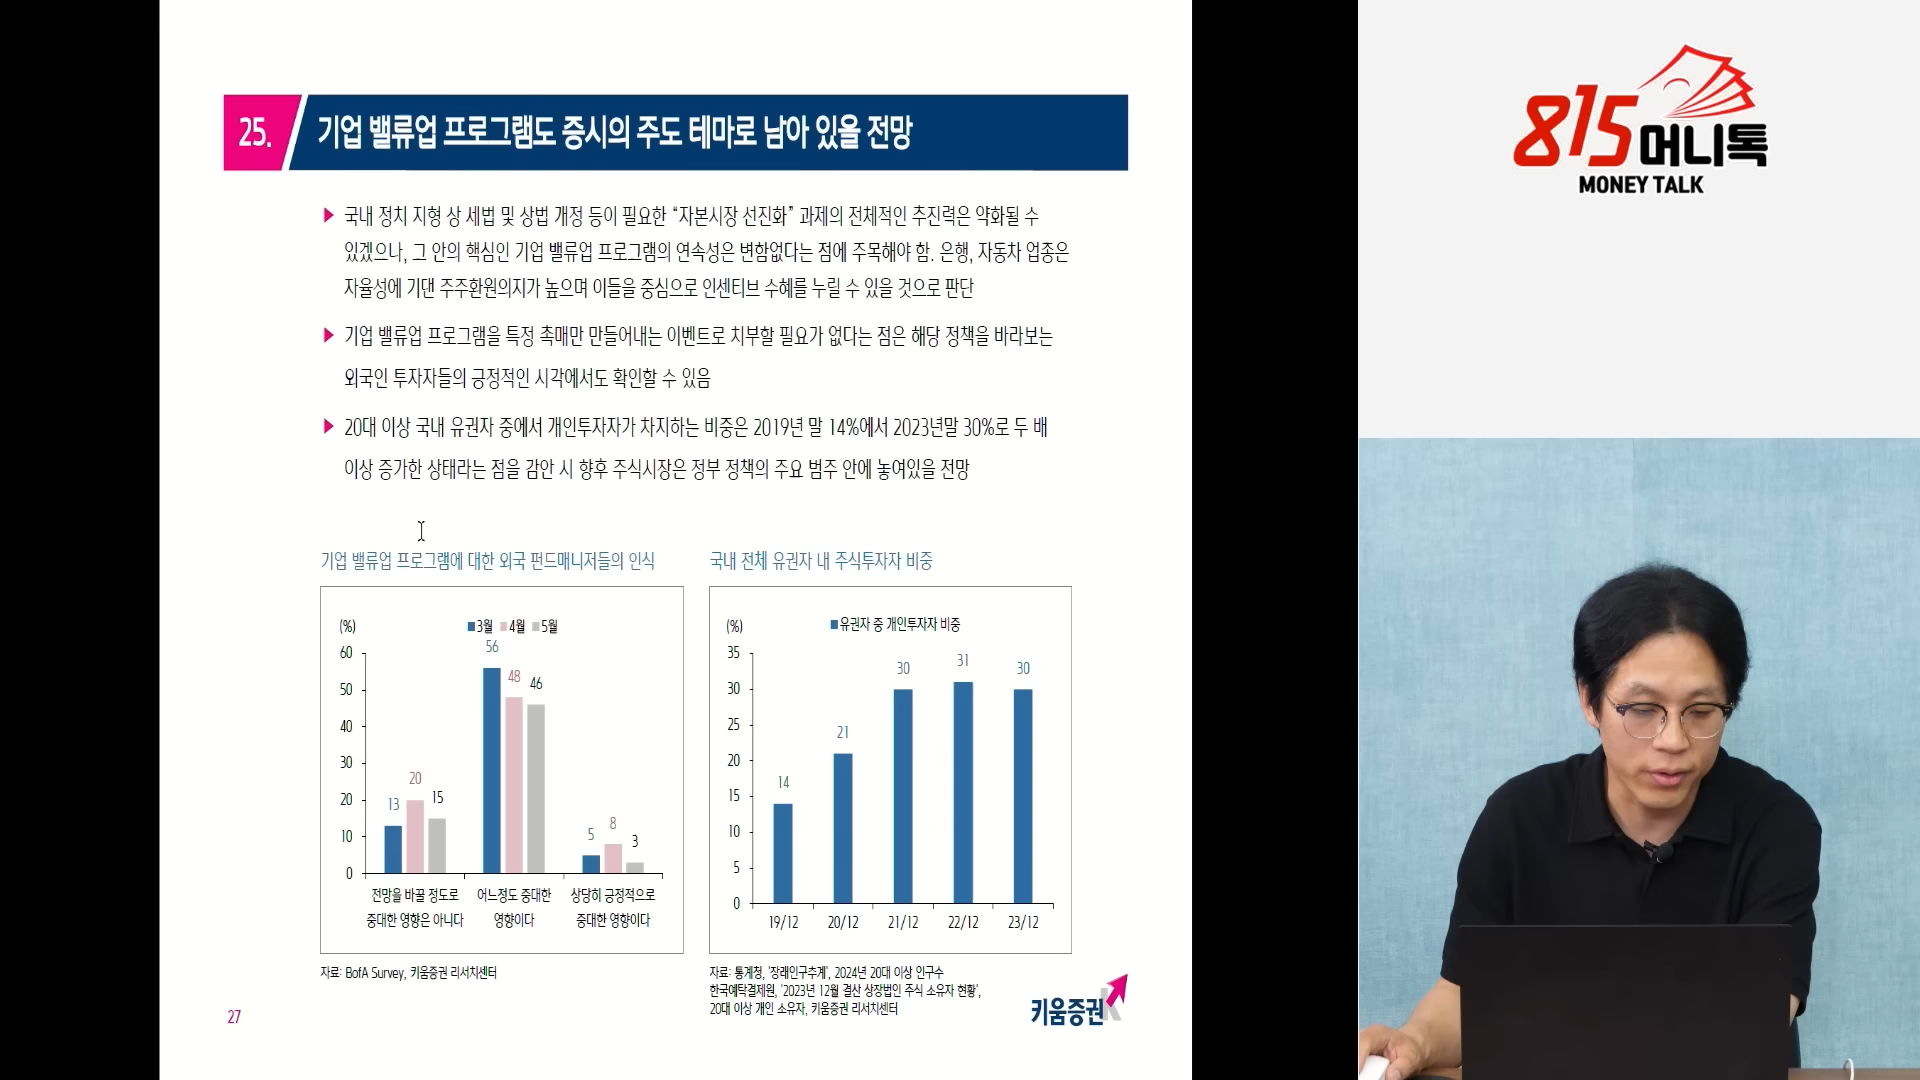 25.
기업 밸류업 프로그램도 증시의 주도 테마로 남아 있을 전망
국내 정치 지형 상 세법 및 상법 개정 등이 필요한 “자본시장 선진화” 과제의 전체적인 추진력은 약화될 수
있겠으나, 그 안의 핵심인 기업 밸류업 프로그램의 연속성은 변함없다는 점에 주목해야 함. 은행, 자동차 업종은
자율성에 기댄 주주환원의지가 높으며 이들을 중심으로 인센티브 수혜를 누릴 수 있을 것으로 판단
기업 밸류업 프로그램을 특정 촉매만 만들어내는 이벤트로 치부할 필요가 없다는 점은 해당 정책을 바라보는
외국인 투자자들의 긍정적인 시각에서도 확인할 수 있음
20대 이상 국내 유권자 중에서 개인투자자가 차지하는 비중은 2019년 말 14%에서 2023년말 30%로 두 배
이상 증가한 상태라는 점을 감안 시 향후 주식시장은 정부 정책의 주요 범주 안에 놓여있을 전망
기업 밸류업 프로그램에 대한 외국 펀드매니저들의 인식
(%)
3월 4월 5월
60
50
40
30
20
10
0
13 20 15
56 48 46
5 8 3
전망을 바꿀 정도로
중대한 영향은 아니다
어느정도 중대한
영향이다
상당히 긍정적으로
중대한 영향이다
자료: BofA Survey, 키움증권 리서치센터
국내 전체 유권자 내 주식투자자 비중
(%)
유권자 중 개인투자자 비중
35
30
25
20
15
10
5
0
14 21 30 31 30
19/12 20/12 21/12 22/12 23/12
자료: 통계청, '장래인구추계', 2024년 20대 이상 인구수
한국예탁결제원, '2023년 12월 결산 상장법인 주식 소유자 현황',
20대 이상 개인 소유자, 키움증권 리서치센터
27
키움증권
815머니톡
MONEY TALK